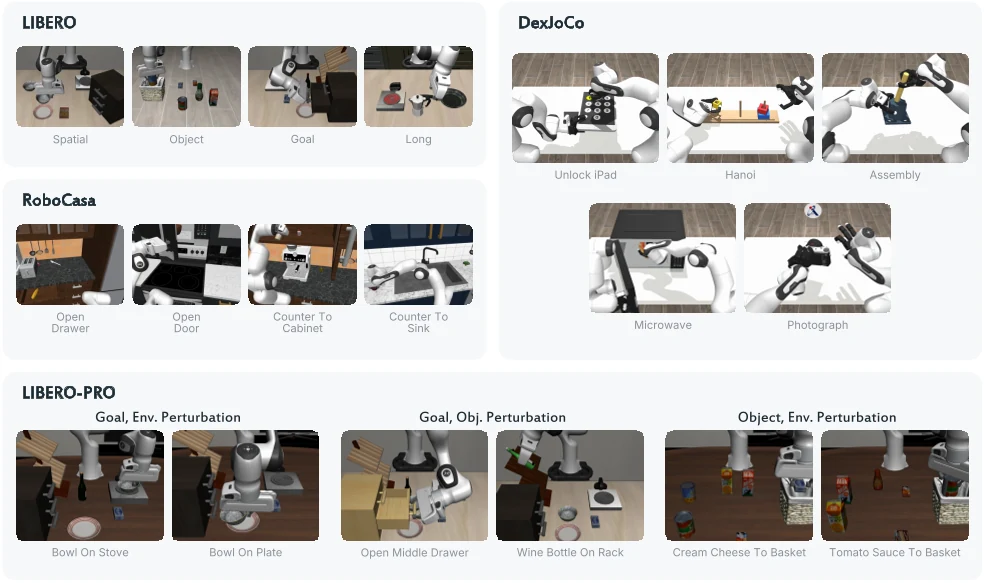 LIBERO
Spatial
Object
Goal
Long
RoboCasa
Open
Drawer
Open
Door
Counter To
Cabinet
Counter To
Sink
DexJoCo
Unlock iPad
Hanoi
Assembly
Microwave
Photograph
LIBERO-PRO
Goal, Env. Perturbation
Bowl On Stove
Bowl On Plate
Goal, Obj. Perturbation
Open Middle Drawer
Wine Bottle On Rack
Object, Env. Perturbation
Cream Cheese To Basket
Tomato Sauce To Basket